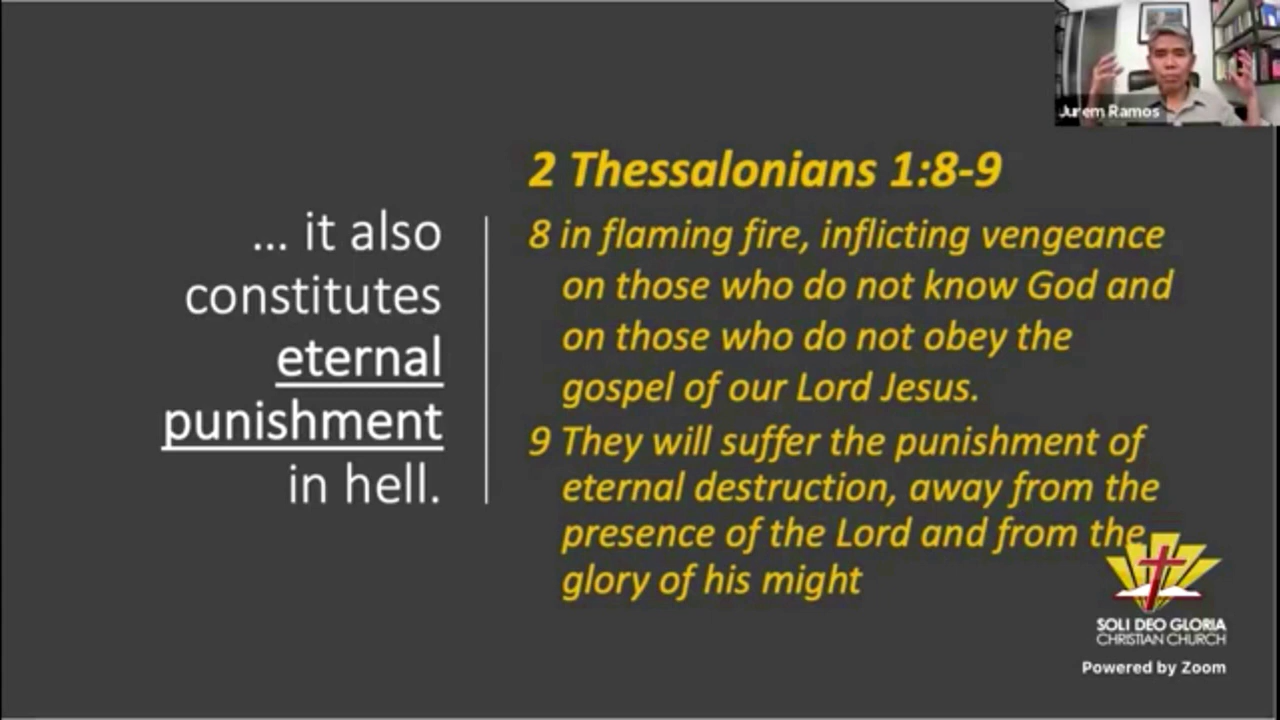 Jurem Ramos
… it also
constitutes
eternal
punishment
in hell.
2 Thessalonians 1:8-9
8 in flaming fire, inflicting vengeance
on those who do not know God and
on those who do not obey the
gospel of our Lord Jesus.
9 They will suffer the punishment of
eternal destruction, away from the
presence of the Lord and from the
glory of his might
SOLI DEO GLORIA
CHRISTIAN CHURCH
Powered by Zoom